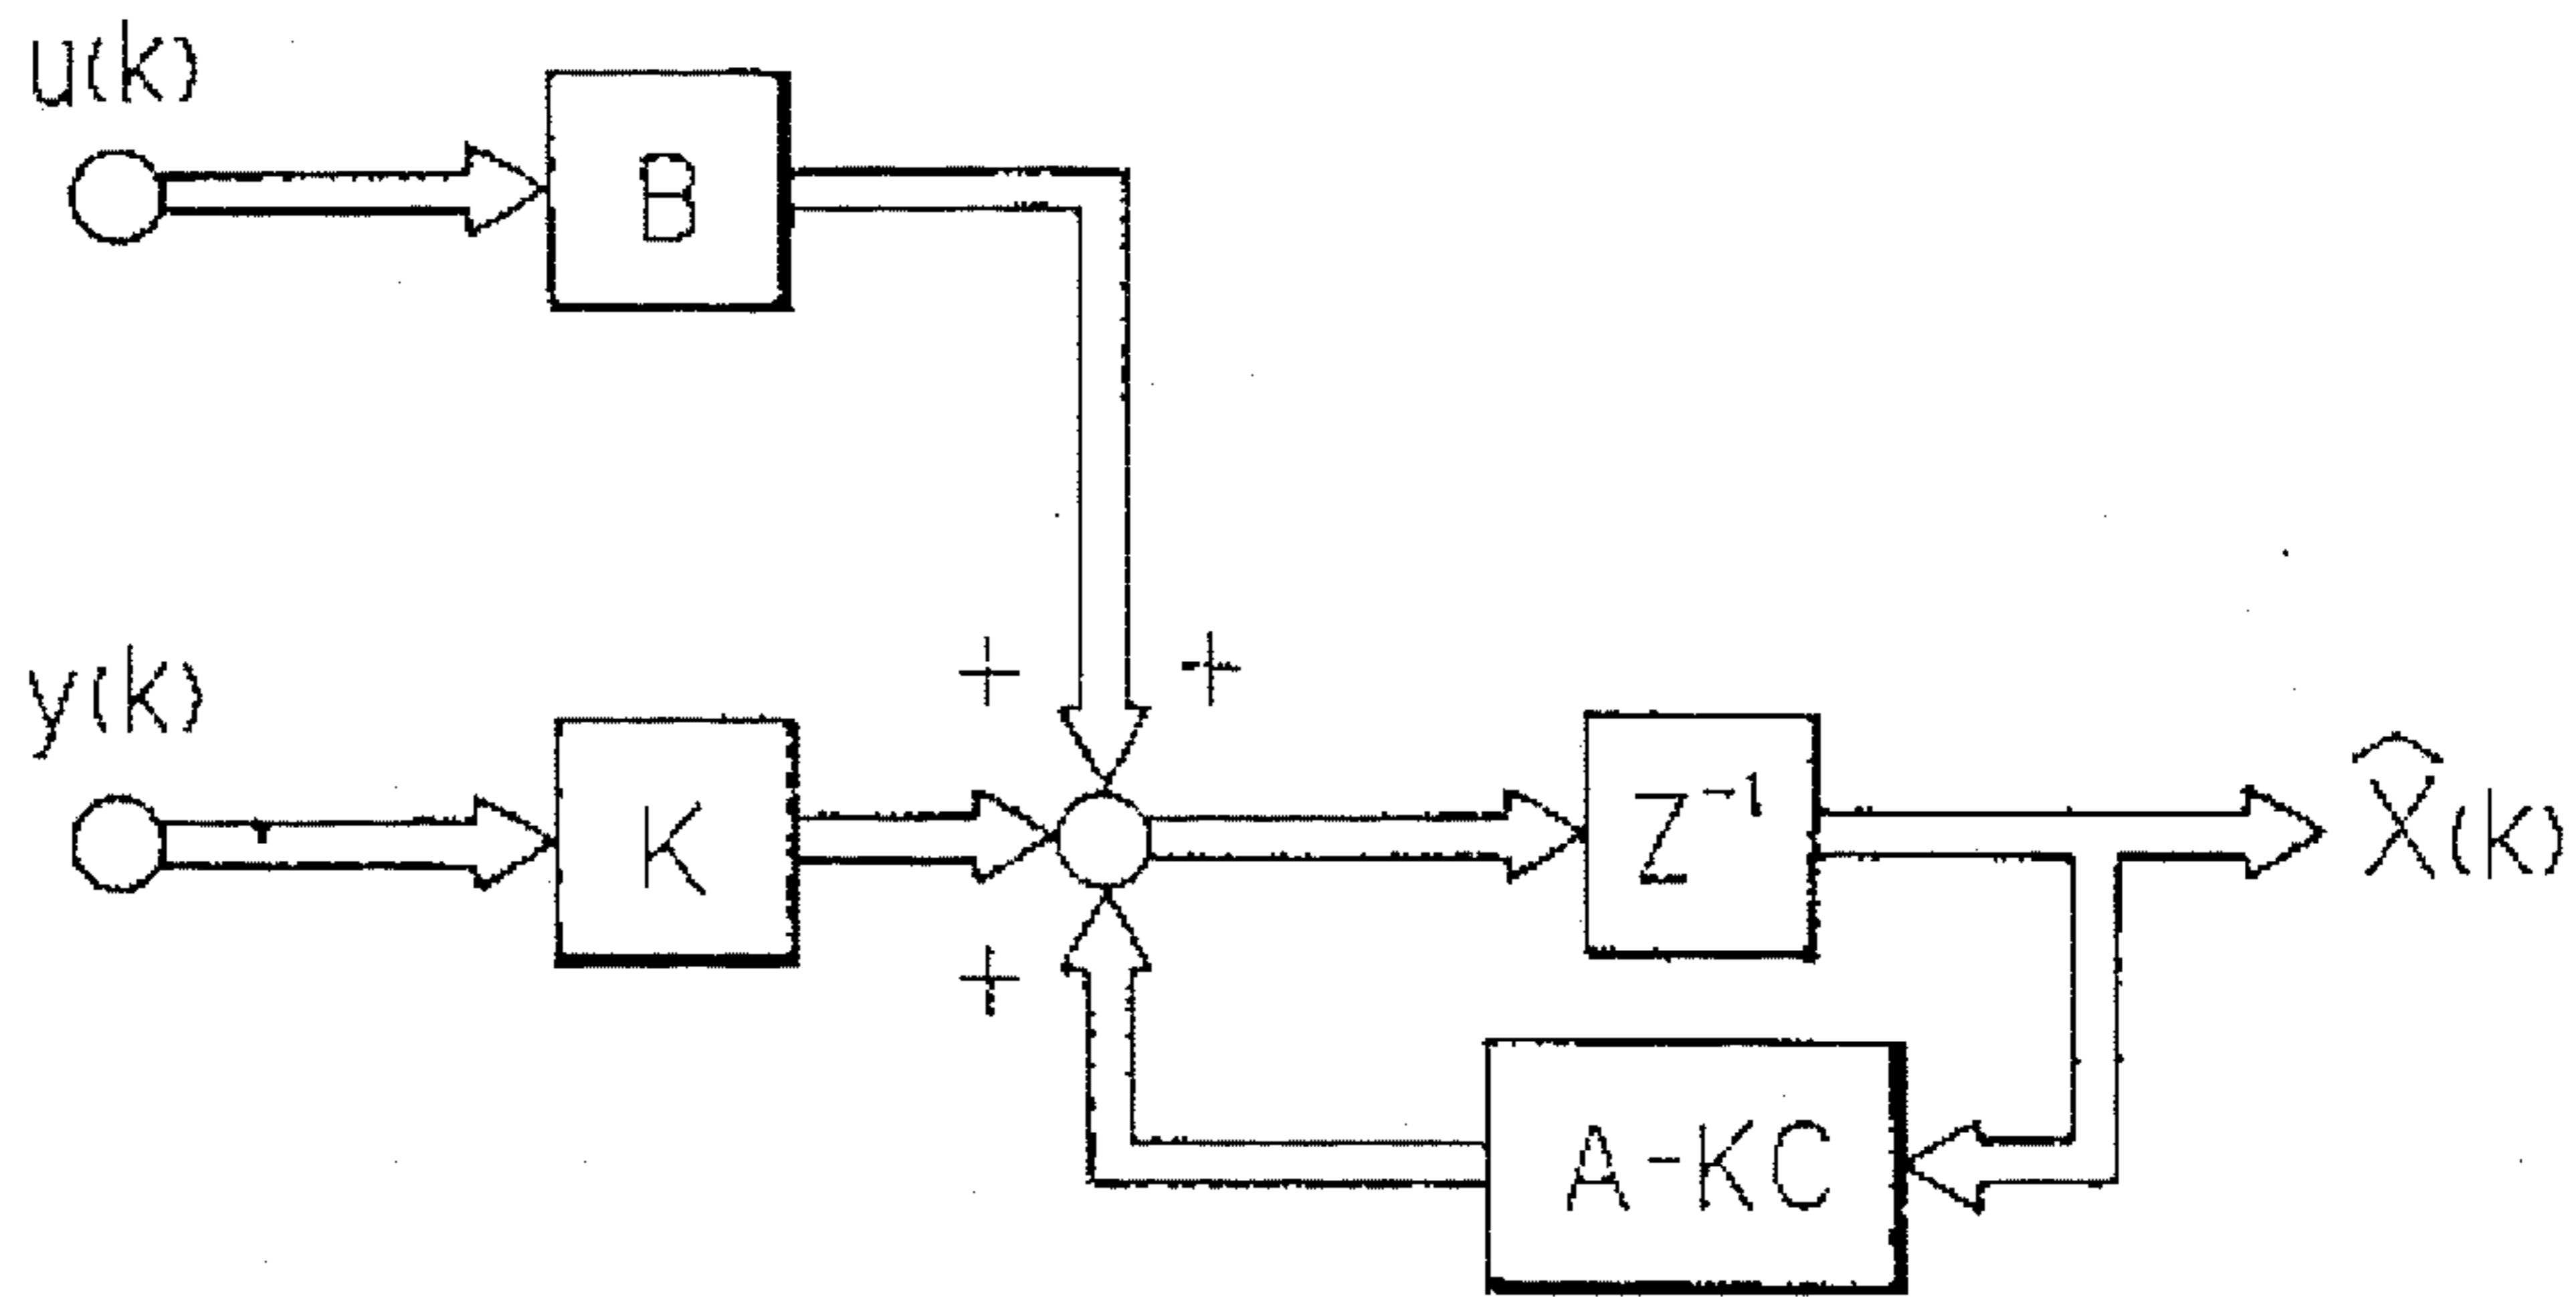 u(k)
B
+ +
y(k)
K
Z⁻¹
X̂(k)
+
A-KC